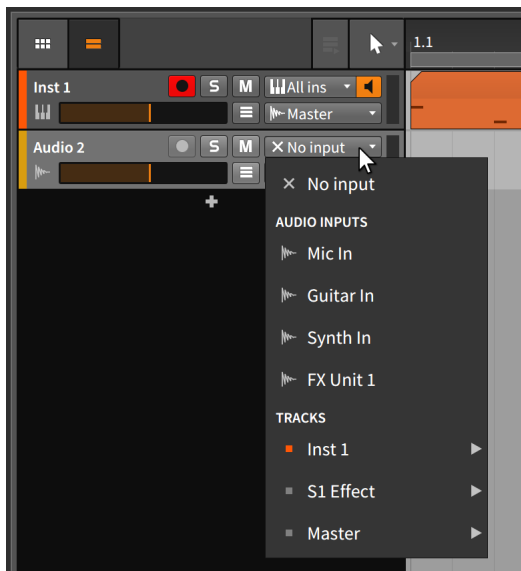 1.1
Inst 1
S
M
All ins
Master
Audio 2
S
M
No input
No input
AUDIO INPUTS
Mic In
Guitar In
Synth In
FX Unit 1
TRACKS
Inst 1
S1 Effect
Master